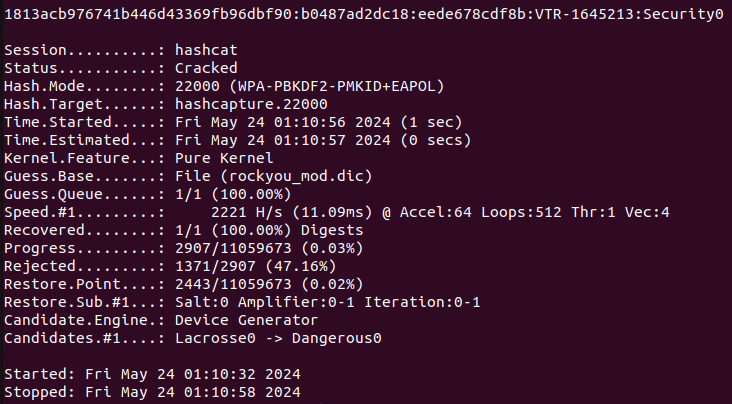 1813acb976741b446d43369fb96dbf90:b0487ad2dc18:eede678cdf8b:VTR-1645213:Security0
Session..........: hashcat
Status...........: Cracked
Hash.Mode........: 22000 (WPA-PBKDF2-PMKID+EAPOL)
Hash.Target......: hashcapture.22000
Time.Started.....: Fri May 24 01:10:56 2024 (1 sec)
Time.Estimated...: Fri May 24 01:10:57 2024 (0 secs)
Kernel.Feature...: Pure Kernel
Guess.Base.......: File (rockyou_mod.dic)
Guess.Queue......: 1/1 (100.00%)
Speed.#1.........:     2221 H/s (11.09ms) @ Accel:64 Loops:512 Thr:1 Vec:4
Recovered........: 1/1 (100.00%) Digests
Progress.........: 2907/11059673 (0.03%)
Rejected.........: 1371/2907 (47.16%)
Restore.Point....: 2443/11059673 (0.02%)
Restore.Sub.#1...: Salt:0 Amplifier:0-1 Iteration:0-1
Candidate.Engine.: Device Generator
Candidates.#1....: Lacrosse0 -> Dangerous0
Started: Fri May 24 01:10:32 2024
Stopped: Fri May 24 01:10:58 2024